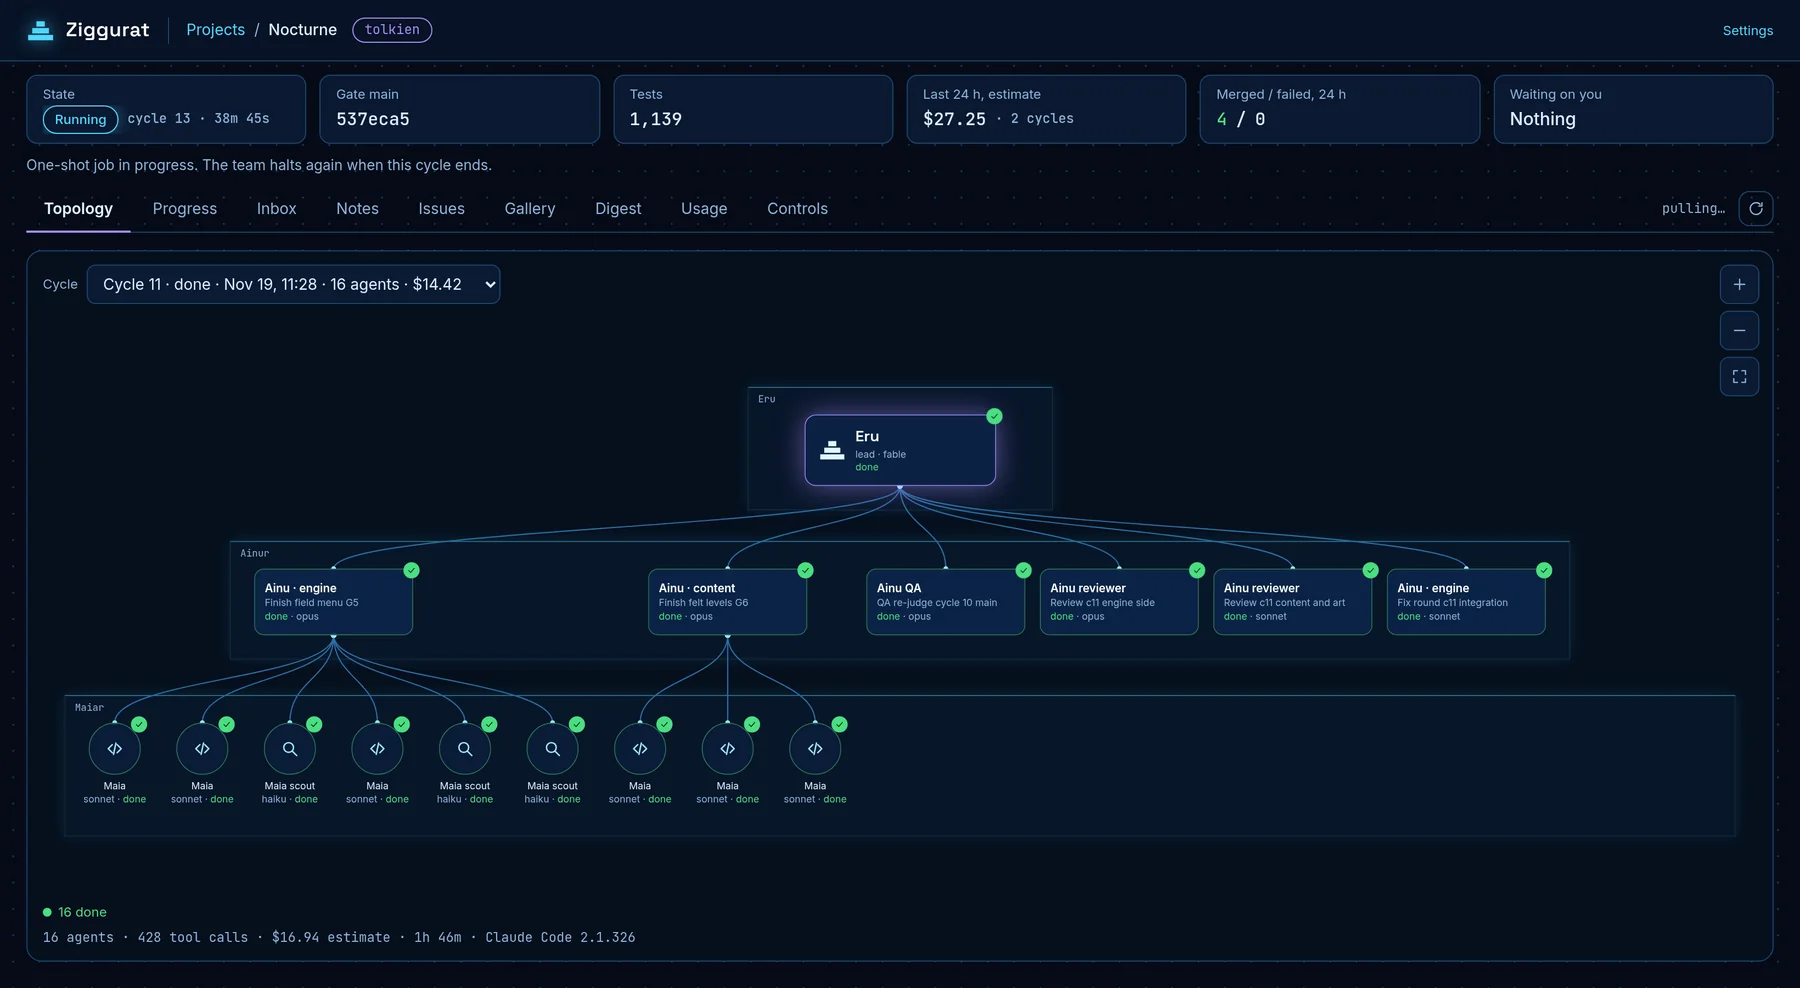 Ziggurat
Projects / Nocturne
tolkien
Settings
State
Running cycle 13 · 38m 45s
Gate main
537eca5
Tests
1,139
Last 24 h, estimate
$27.25 · 2 cycles
Merged / failed, 24 h
4 / 0
Waiting on you
Nothing
One-shot job in progress. The team halts again when this cycle ends.
Topology Progress Inbox Notes Issues Gallery Digest Usage Controls
pulling…
Cycle
Cycle 11 · done · Nov 19, 11:28 · 16 agents · $14.42
Eru
Eru
lead · fable
done
Ainur
Ainu · engine
Finish field menu G5
done · opus
Ainu · content
Finish felt levels G6
done · opus
Ainu QA
QA re-judge cycle 10 main
done · opus
Ainu reviewer
Review c11 engine side
done · opus
Ainu reviewer
Review c11 content and art
done · sonnet
Ainu · engine
Fix round c11 integration
done · sonnet
Maiar
Maia
sonnet · done
Maia
sonnet · done
Maia scout
haiku · done
Maia
sonnet · done
Maia scout
haiku · done
Maia scout
haiku · done
Maia
sonnet · done
Maia
sonnet · done
Maia
sonnet · done
16 done
16 agents · 428 tool calls · $16.94 estimate · 1h 46m · Claude Code 2.1.326